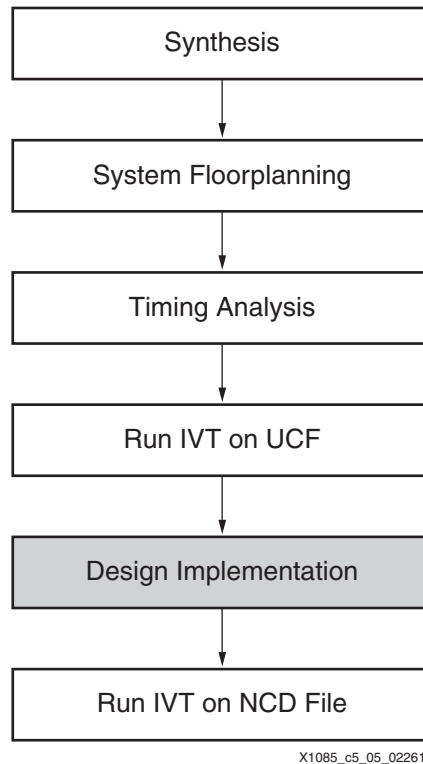 Synthesis
System Floorplanning
Timing Analysis
Run IVT on UCF
Design Implementation
Run IVT on NCD File
X1085_c5_05_02261